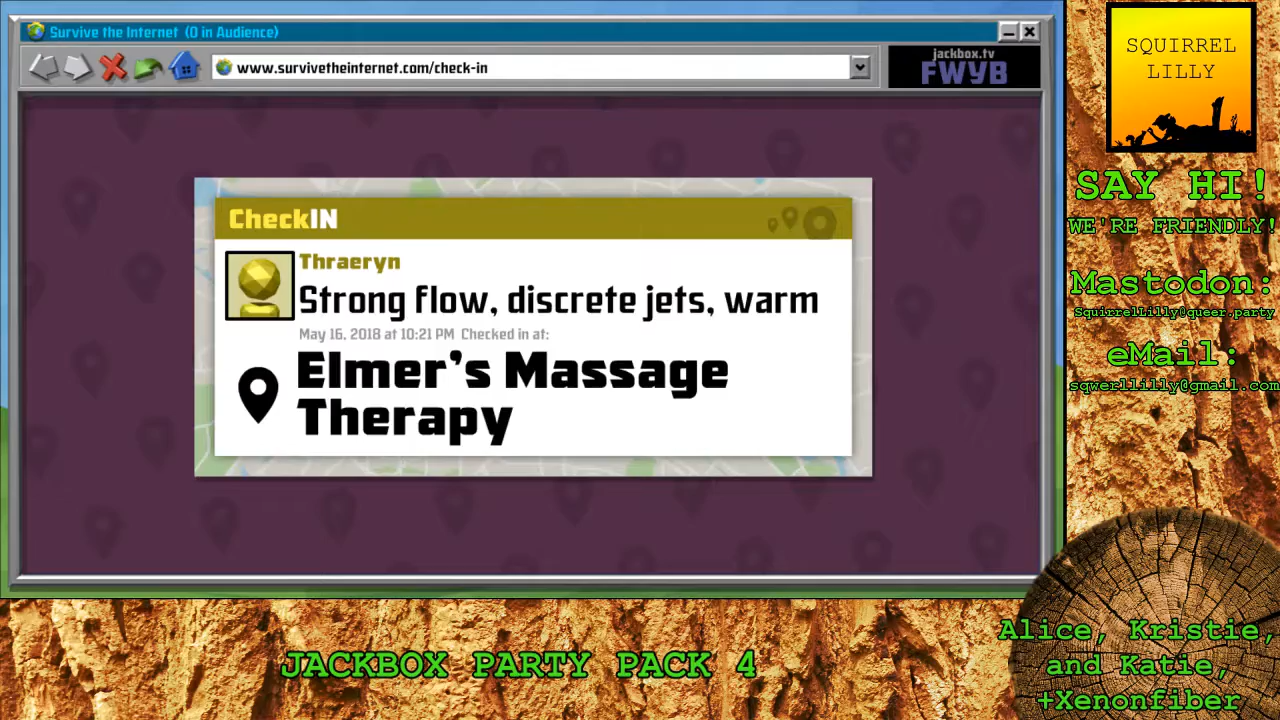 Survive the Internet (0 in Audience)
www.survivetheinternet.com/check-in
jackbox.tv
FWYB
CheckIN
Thraeryn
Strong flow, discrete jets, warm
May 16, 2018 at 10:21 PM Checked in at:
Elmer's Massage
Therapy
SQUIRREL
LILLY
SAY HI!
WE'RE FRIENDLY!
Mastodon:
SquirrelLilly@queer.party
eMail:
sqwerllilly@gmail.com
JACKBOX PARTY PACK 4
Alice, Kristie,
and Katie,
+Xenonfiber